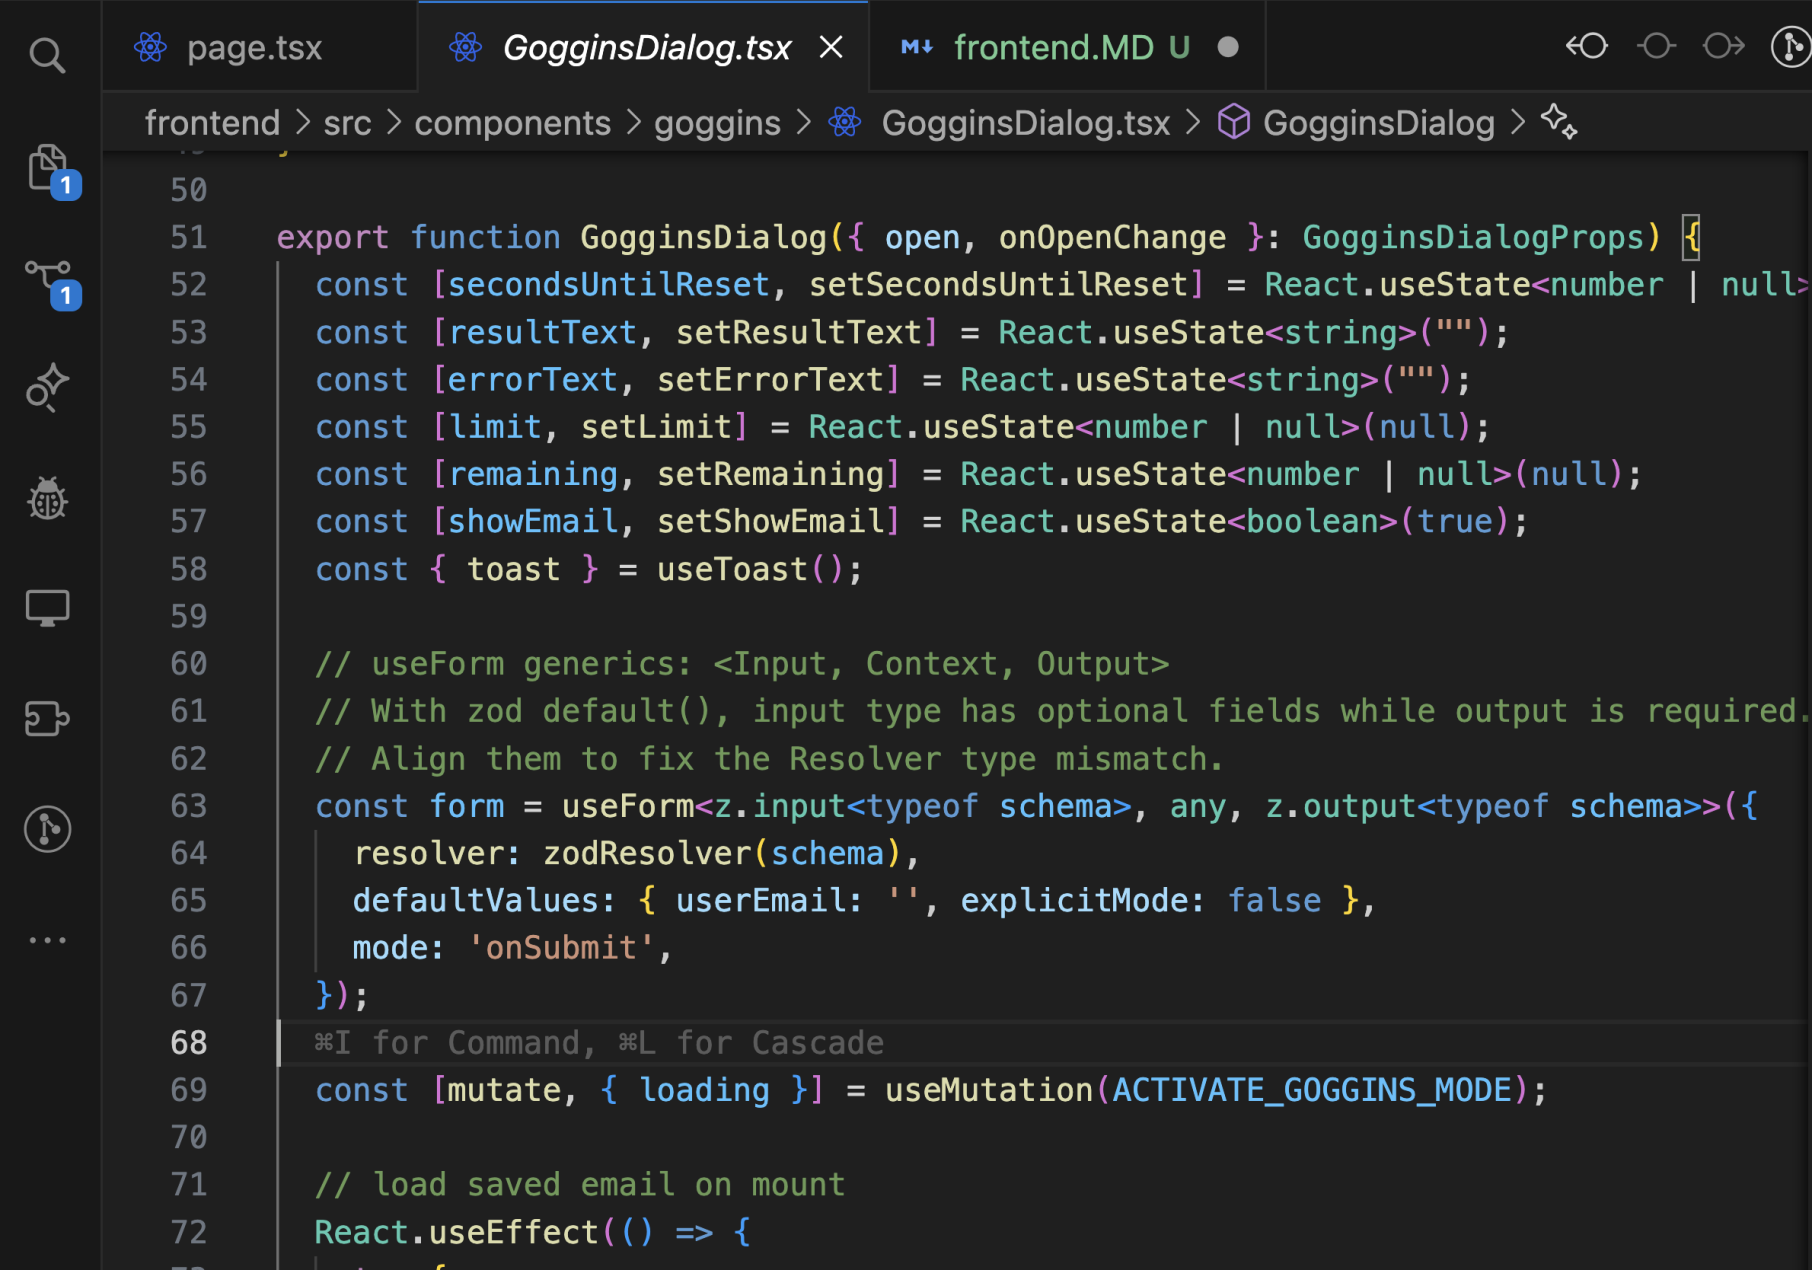 page.tsx
GogginsDialog.tsx
frontend.MD U
frontend > src > components > goggins > GogginsDialog.tsx > GogginsDialog >
1
1
50
51 export function GogginsDialog({ open, onOpenChange }: GogginsDialogProps) {
52 const [secondsUntilReset, setSecondsUntilReset] = React.useState<number | null>
53 const [resultText, setResultText] = React.useState<string>("");
54 const [errorText, setErrorText] = React.useState<string>("");
55 const [limit, setLimit] = React.useState<number | null>(null);
56 const [remaining, setRemaining] = React.useState<number | null>(null);
57 const [showEmail, setShowEmail] = React.useState<boolean>(true);
58 const { toast } = useToast();
59
60 // useForm generics: <Input, Context, Output>
61 // With zod default(), input type has optional fields while output is required.
62 // Align them to fix the Resolver type mismatch.
63 const form = useForm<z.input<typeof schema>, any, z.output<typeof schema>>({
64 resolver: zodResolver(schema),
65 defaultValues: { userEmail: '', explicitMode: false },
66 mode: 'onSubmit',
67 });
68 ⌘I for Command, ⌘L for Cascade
69 const [mutate, { loading }] = useMutation(ACTIVATE_GOGGINS_MODE);
70
71 // load saved email on mount
72 React.useEffect(() => {